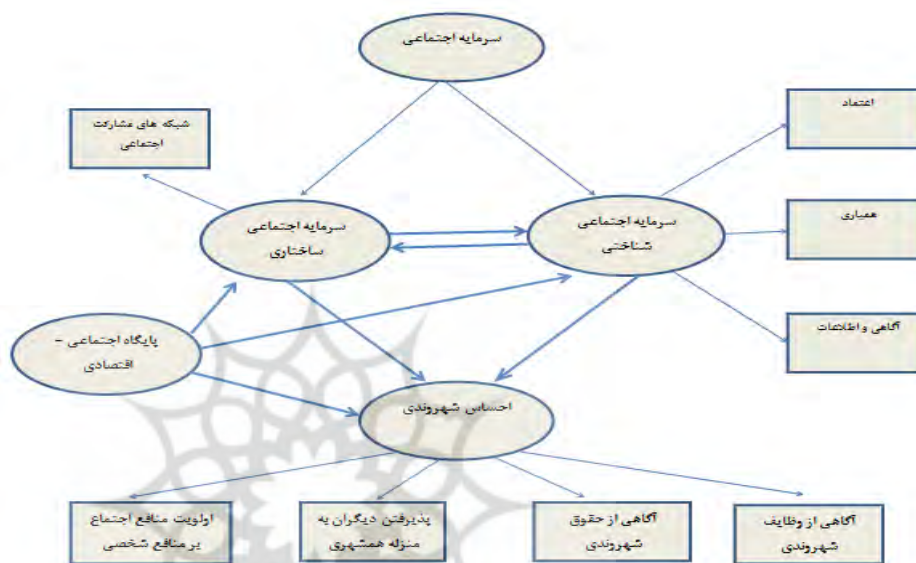 سرمایه اجتماعی
اعتماد
شبکه های مشارکت
اجتماعی
سرمایه اجتماعی
شناختی
سرمایه اجتماعی
ساختاری
همیاری
آگاهی و اطلاعات
پایگاه اجتماعی –
اقتصادی
احساس شهروندی
آگاهی از وظایف
شهروندی
آگاهی از حقوق
شهروندی
پذیرفتن دیگران به
منزله همشهری
اولویت منافع اجتماع
بر منافع شخصی